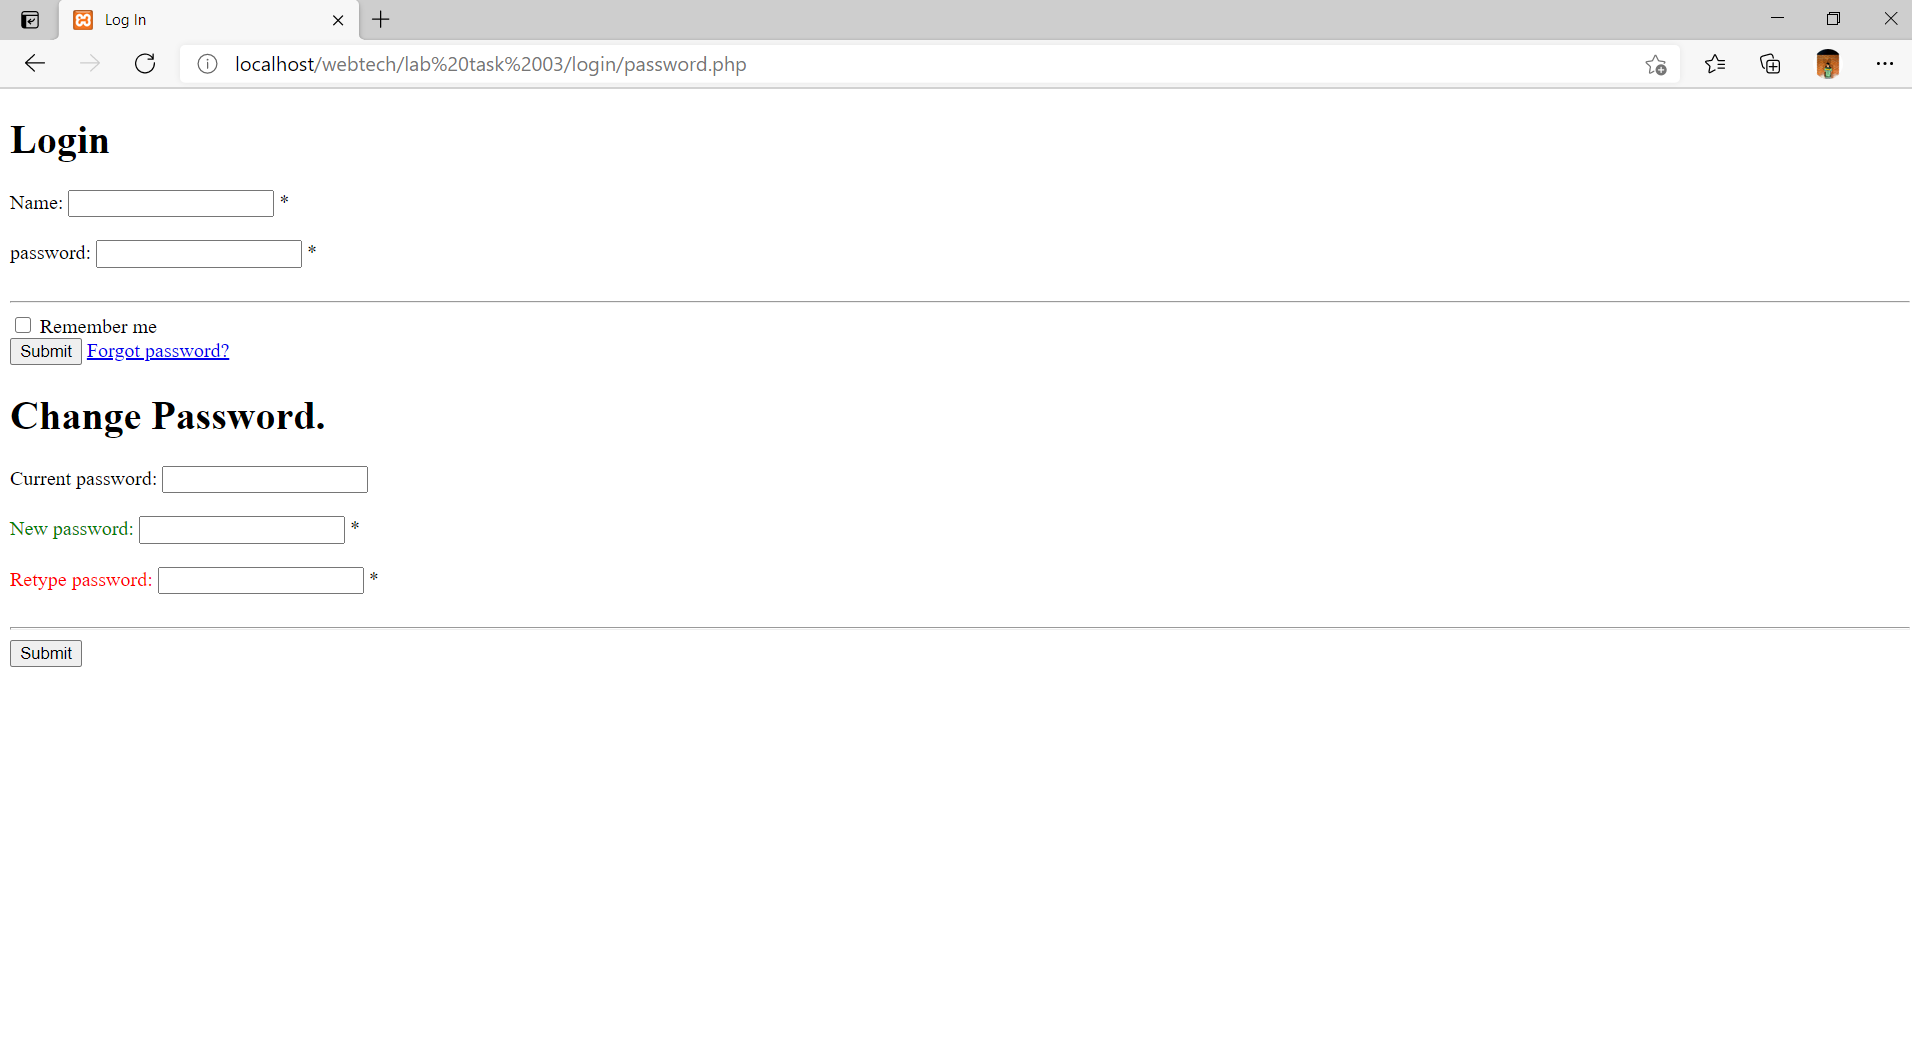 Log In
localhost/webtech/lab%20task%2003/login/password.php
Login
Name: *
password: *
Remember me
Submit Forgot password?
Change Password.
Current password:
New password: *
Retype password: *
Submit